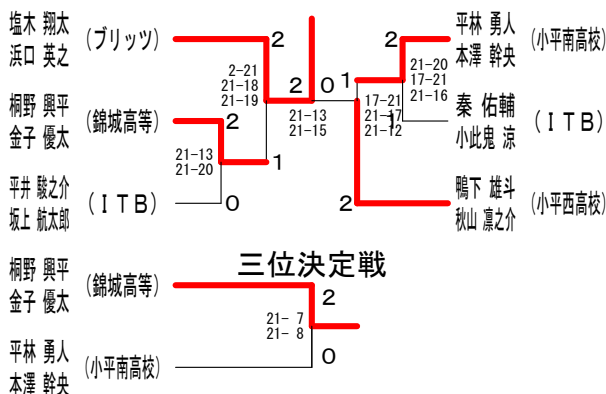 塩木 翔太
浜口 英之
(ブリッツ)
2
2-21
21-18
21-19
桐野 興平
金子 優太
(錦城高等)
2
21-13
21-20
1
平井 駿之介
坂上 航太郎
(ITB)
0
2
0
21-13
21-15
平林 勇人
本澤 幹央
(小平南高校)
2
21-20
17-21
21-16
秦 佑輔
小此鬼 涼
(ITB)
1
1
17-21
21-17
21-12
鴨下 雄斗
秋山 凛之介
(小平西高校)
2
三位決定戦
桐野 興平
金子 優太
(錦城高等)
2
21- 7
21- 8
平林 勇人
本澤 幹央
(小平南高校)
0